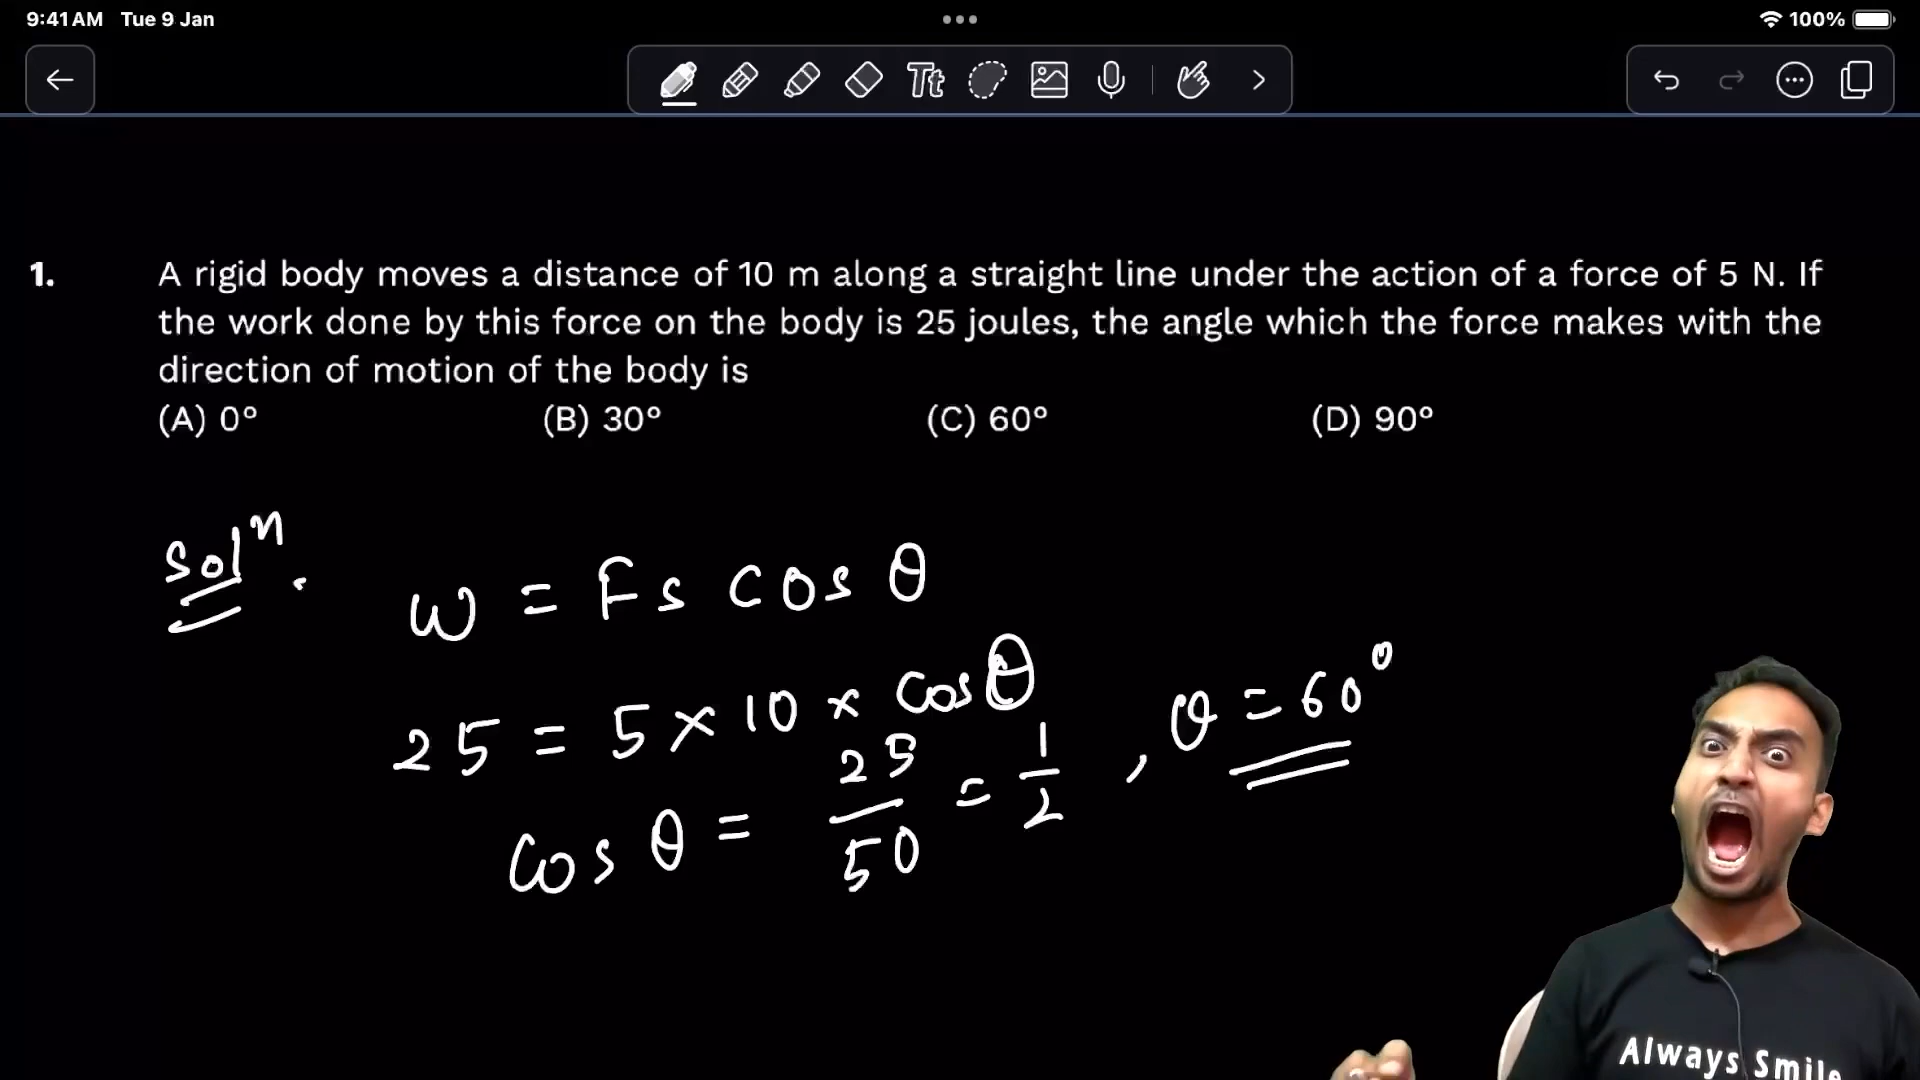 9:41 AM Tue 9 Jan
100%
Tt
1. A rigid body moves a distance of 10 m along a straight line under the action of a force of 5 N. If
the work done by this force on the body is 25 joules, the angle which the force makes with the
direction of motion of the body is
(A) 0° (B) 30° (C) 60° (D) 90°
Solⁿ.
W = Fs cos θ
25 = 5 × 10 × cos θ
cos θ = 25/50 = 1/2 , θ = 60°
Always Smile